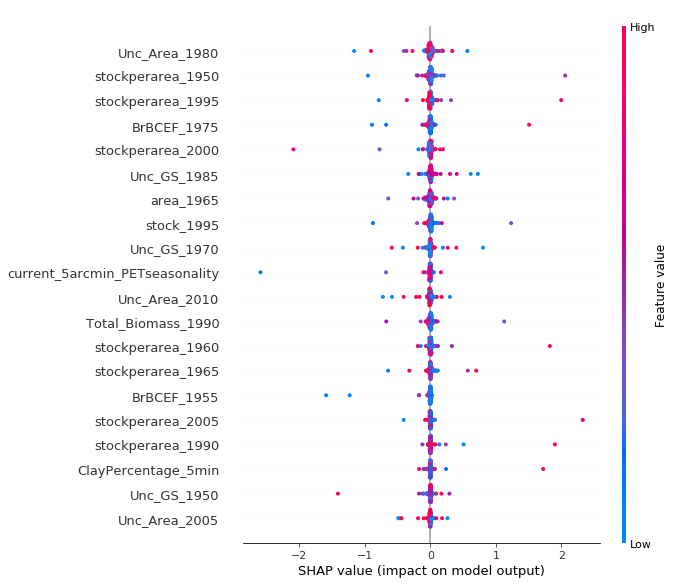 High
Unc_Area_1980
stockperarea_1950
stockperarea_1995
BrBCEF_1975
stockperarea_2000
Unc_GS_1985
area_1965
stock_1995
Unc_GS_1970
current_5arcmin_PETseasonality
Unc_Area_2010
Total_Biomass_1990
stockperarea_1960
stockperarea_1965
BrBCEF_1955
stockperarea_2005
stockperarea_1990
ClayPercentage_5min
Unc_GS_1950
Unc_Area_2005
Feature value
Low
−2 −1 0 1 2
SHAP value (impact on model output)